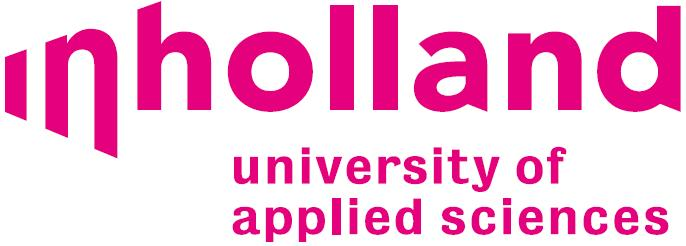 inholland
university of
applied sciences